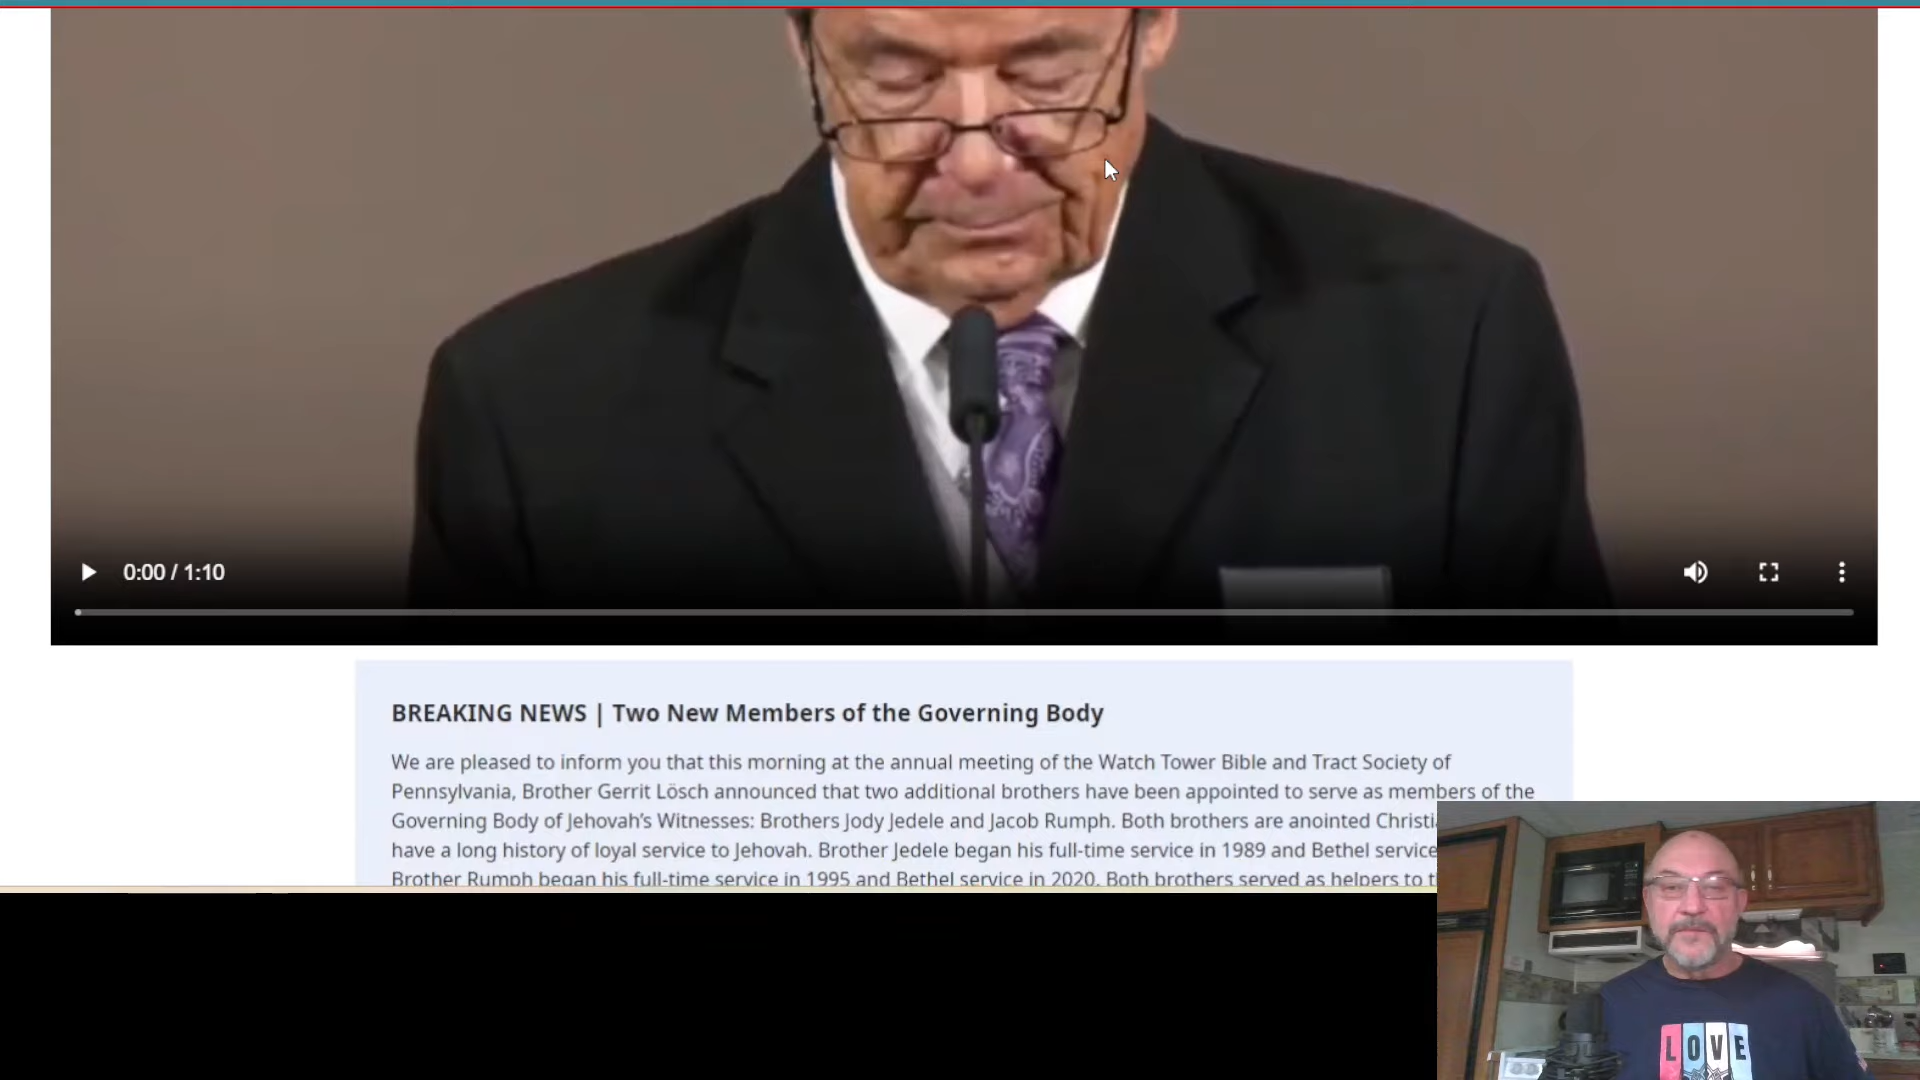 0:00 / 1:10
BREAKING NEWS | Two New Members of the Governing Body
We are pleased to inform you that this morning at the annual meeting of the Watch Tower Bible and Tract Society of
Pennsylvania, Brother Gerrit Lösch announced that two additional brothers have been appointed to serve as members of the
Governing Body of Jehovah's Witnesses: Brothers Jody Jedele and Jacob Rumph. Both brothers are anointed
have a long history of loyal service to Jehovah. Brother Jedele began his full-time service in 1989 and Bethel service
Brother Rumph began his full-time service in 1995 and Bethel service in 2020. Both brothers served as helpers to
LOVE